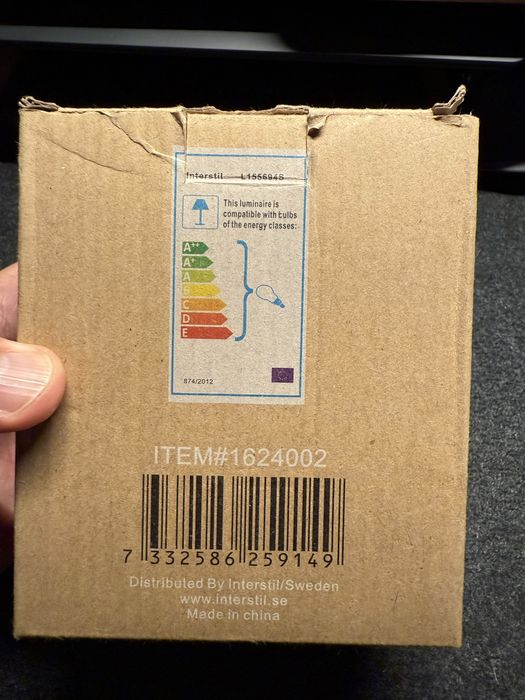 Interstil L155694S
This luminaire is
compatible with bulbs
of the energy classes:
A++
A+
A
B
C
D
E
874/2012
ITEM#1624002
7 332586 259149
Distributed By Interstil/Sweden
www.interstil.se
Made in china